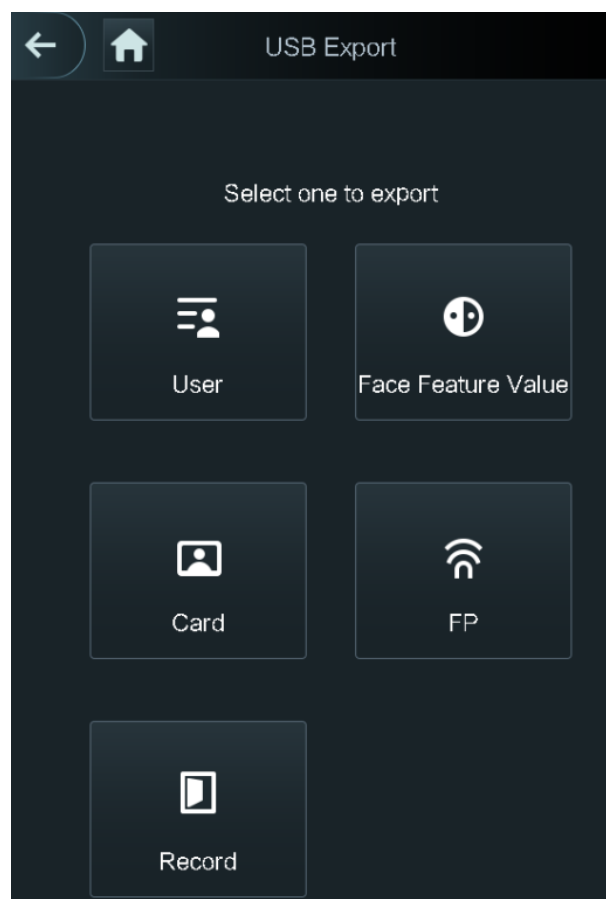 USB Export
Select one to export
User
Face Feature Value
Card
FP
Record